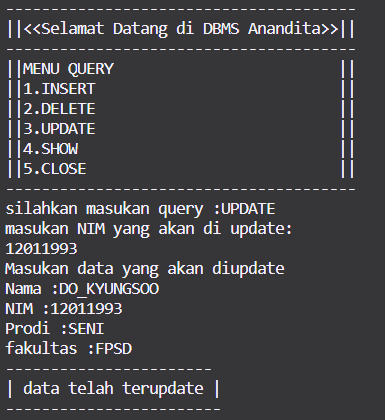 -----------------------------------
||<<Selamat Datang di DBMS Anandita>>||
-----------------------------------
||MENU QUERY                       ||
||1.INSERT                         ||
||2.DELETE                         ||
||3.UPDATE                         ||
||4.SHOW                           ||
||5.CLOSE                          ||
-----------------------------------
silahkan masukan query :UPDATE
masukan NIM yang akan di update:
12011993
Masukan data yang akan diupdate
Nama :DO_KYUNGSOO
NIM :12011993
Prodi :SENI
fakultas :FPSD
----------------------
| data telah terupdate |
-----------------------